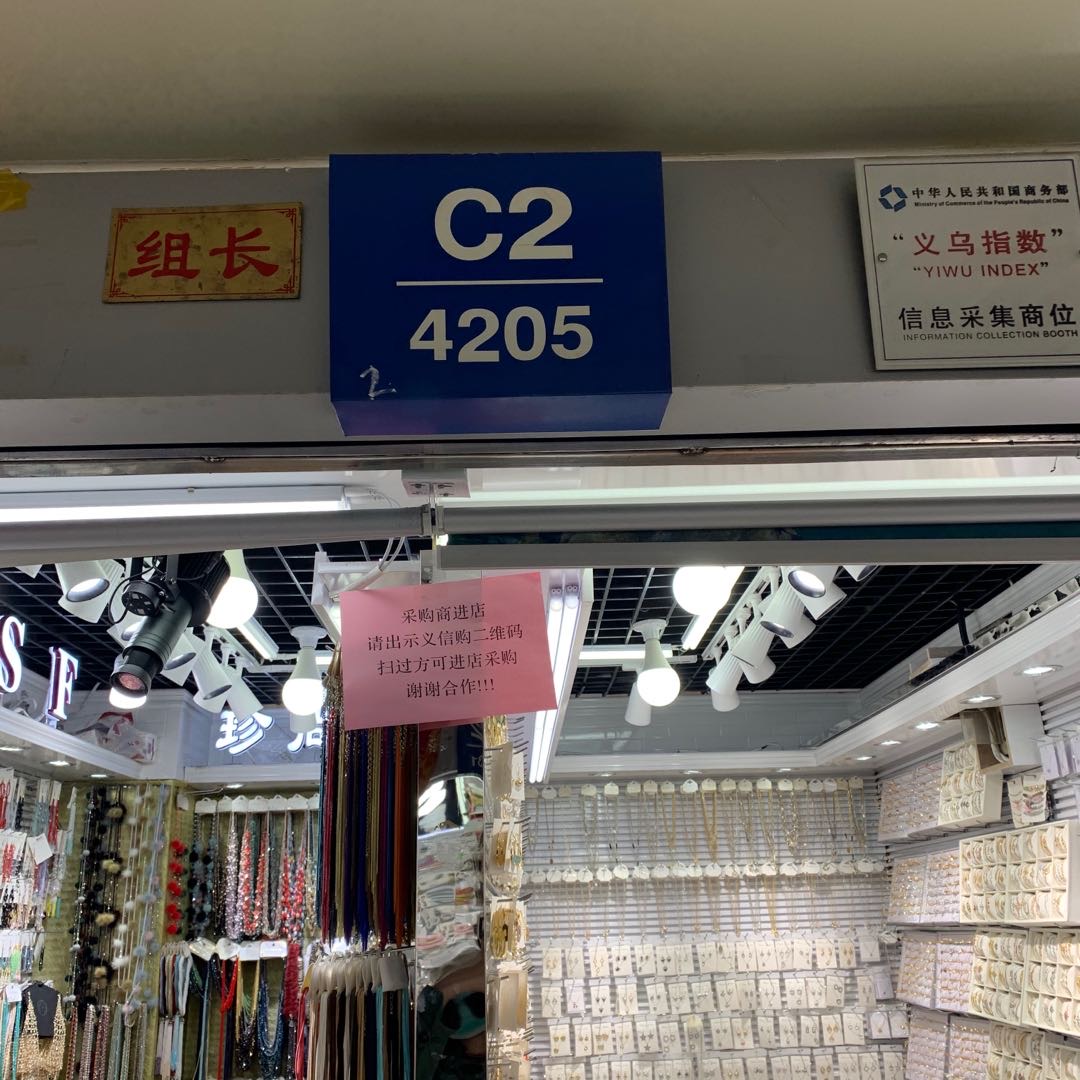 组长
C2
4205
2
中华人民共和国商务部
Ministry of Commerce of the People's Republic of China
“义乌指数”
“YIWU INDEX”
信息采集商位
INFORMATION COLLECTION BOOTH
采购商进店
请出示义信购二维码
扫过方可进店采购
谢谢合作!!!
SF
珍